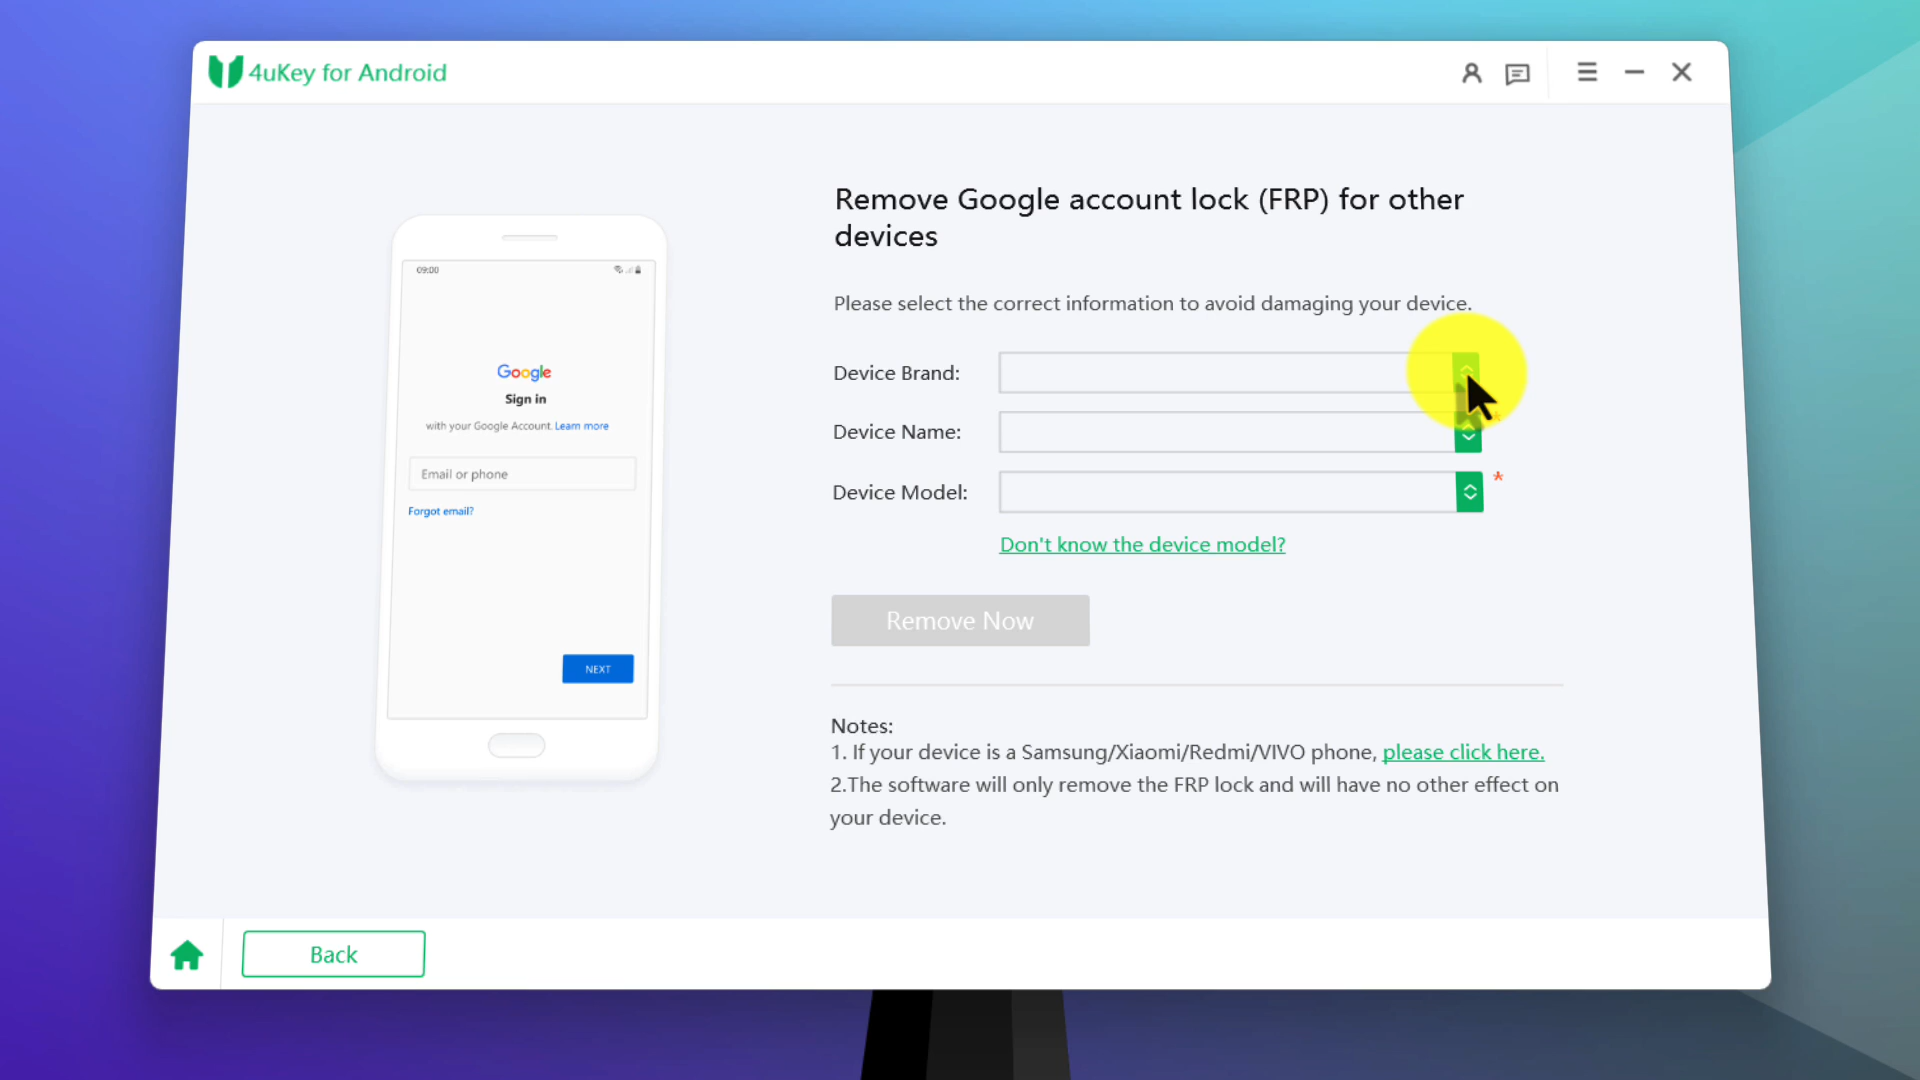 4uKey for Android
Remove Google account lock (FRP) for other
devices
Please select the correct information to avoid damaging your device.
Device Brand:
Device Name:
Device Model:
*
Don't know the device model?
Remove Now
Notes:
1. If your device is a Samsung/Xiaomi/Redmi/VIVO phone, please click here.
2.The software will only remove the FRP lock and will have no other effect on
your device.
09:00
Google
Sign in
with your Google Account. Learn more
Email or phone
Forgot email?
NEXT
Back